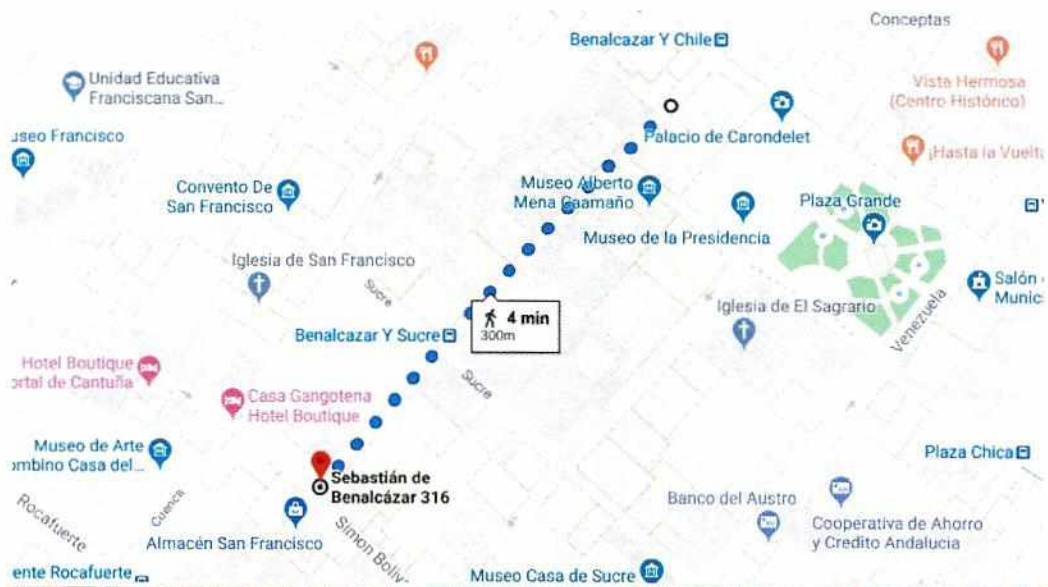 Conceptas
Benalcazar Y Chile
Unidad Educativa
Franciscana San...
Vista Hermosa
(Centro Histórico)
useo Francisco
Palacio de Carondelet
¡Hasta la Vuelta
Convento De
San Francisco
Museo Alberto
Mena Caamaño
Plaza Grande
Museo de la Presidencia
Iglesia de San Francisco
Sucre
Salón
Munic
Iglesia de El Sagrario
4 min
300m
Benalcazar Y Sucre
Venezuela
Hotel Boutique
ortal de Cantuña
Sucre
Casa Gangotena
Hotel Boutique
Museo de Arte
ombino Casa del...
Plaza Chica
Sebastián de
Benalcázar 316
Rocafuerte
Cuenca
Banco del Austro
Almacén San Francisco
Simon Bolív
Cooperativa de Ahorro
y Credito Andalucia
ente Rocafuerte
Museo Casa de Sucre